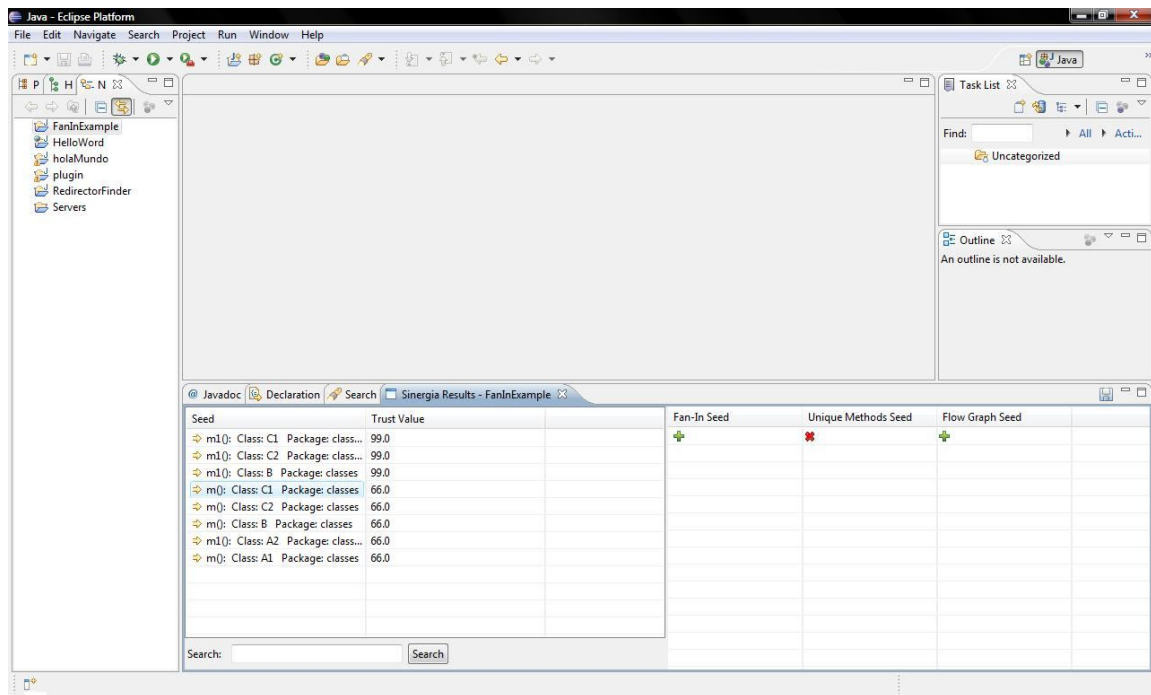 Java - Eclipse Platform
File Edit Navigate Search Project Run Window Help
Java
P H N
FanInExample
HelloWord
holaMundo
plugin
RedirectorFinder
Servers
Task List
Find: All Acti...
Uncategorized
Outline
An outline is not available.
@ Javadoc Declaration Search Sinergia Results - FanInExample
Seed Trust Value
m1(): Class: C1 Package: class... 99.0
m1(): Class: C2 Package: class... 99.0
m1(): Class: B Package: classes 99.0
m(): Class: C1 Package: classes 66.0
m(): Class: C2 Package: classes 66.0
m(): Class: B Package: classes 66.0
m1(): Class: A2 Package: class... 66.0
m(): Class: A1 Package: classes 66.0
Search: Search
Fan-In Seed Unique Methods Seed Flow Graph Seed